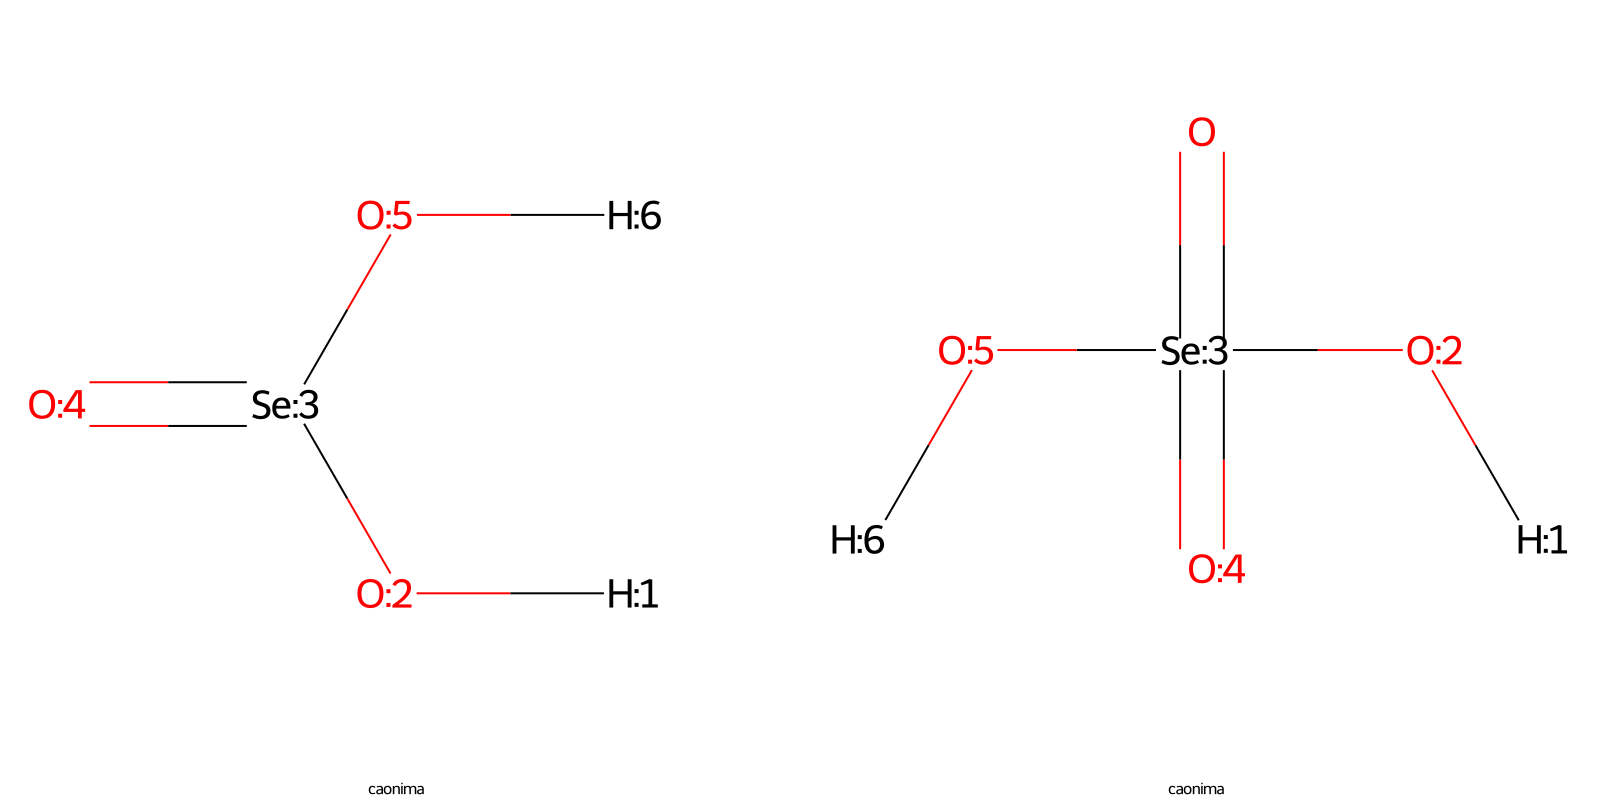 O:5 H:6
O:4 Se:3
O:2 H:1
caonima
O
O:5 Se:3 O:2
H:6 H:1
O:4
caonima